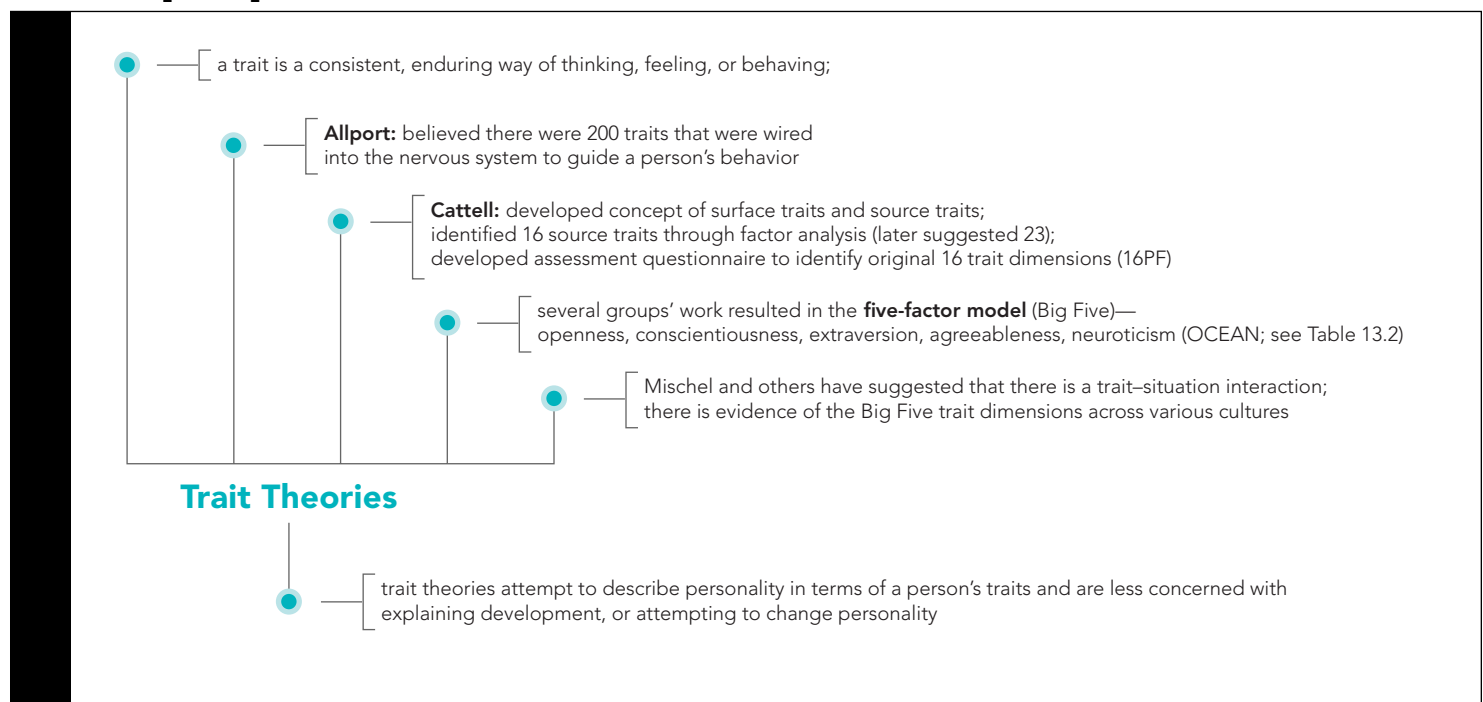 a trait is a consistent, enduring way of thinking, feeling, or behaving;
Allport: believed there were 200 traits that were wired
into the nervous system to guide a person's behavior
Cattell: developed concept of surface traits and source traits;
identified 16 source traits through factor analysis (later suggested 23);
developed assessment questionnaire to identify original 16 trait dimensions (16PF)
several groups' work resulted in the five-factor model (Big Five)—
openness, conscientiousness, extraversion, agreeableness, neuroticism (OCEAN; see Table 13.2)
Mischel and others have suggested that there is a trait–situation interaction;
there is evidence of the Big Five trait dimensions across various cultures
Trait Theories
trait theories attempt to describe personality in terms of a person's traits and are less concerned with
explaining development, or attempting to change personality